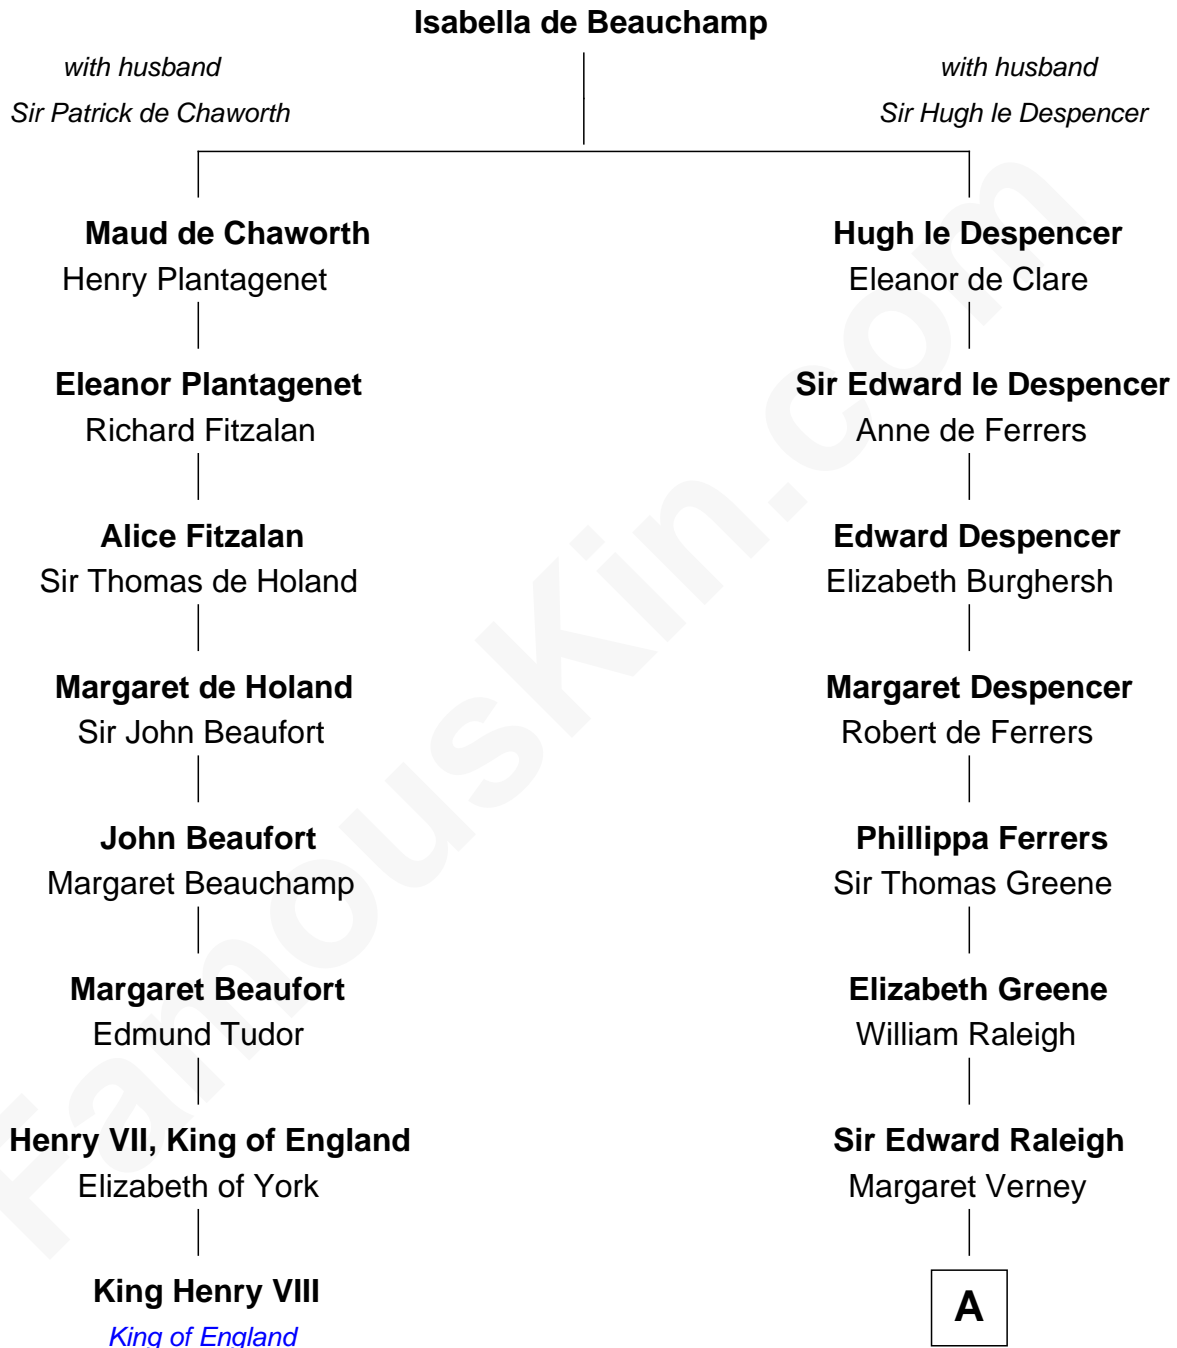 Isabella de Beauchamp
with husband
Sir Patrick de Chaworth
with husband
Sir Hugh le Despencer
Maud de Chaworth
Henry Plantagenet
Hugh le Despencer
Eleanor de Clare
Eleanor Plantagenet
Richard Fitzalan
Sir Edward le Despencer
Anne de Ferrers
Alice Fitzalan
Sir Thomas de Holand
Edward Despencer
Elizabeth Burghersh
Margaret de Holand
Sir John Beaufort
Margaret Despencer
Robert de Ferrers
John Beaufort
Margaret Beauchamp
Phillippa Ferrers
Sir Thomas Greene
Margaret Beaufort
Edmund Tudor
Elizabeth Greene
William Raleigh
Henry VII, King of England
Elizabeth of York
Sir Edward Raleigh
Margaret Verney
King Henry VIII
King of England
A
FamousKin.com